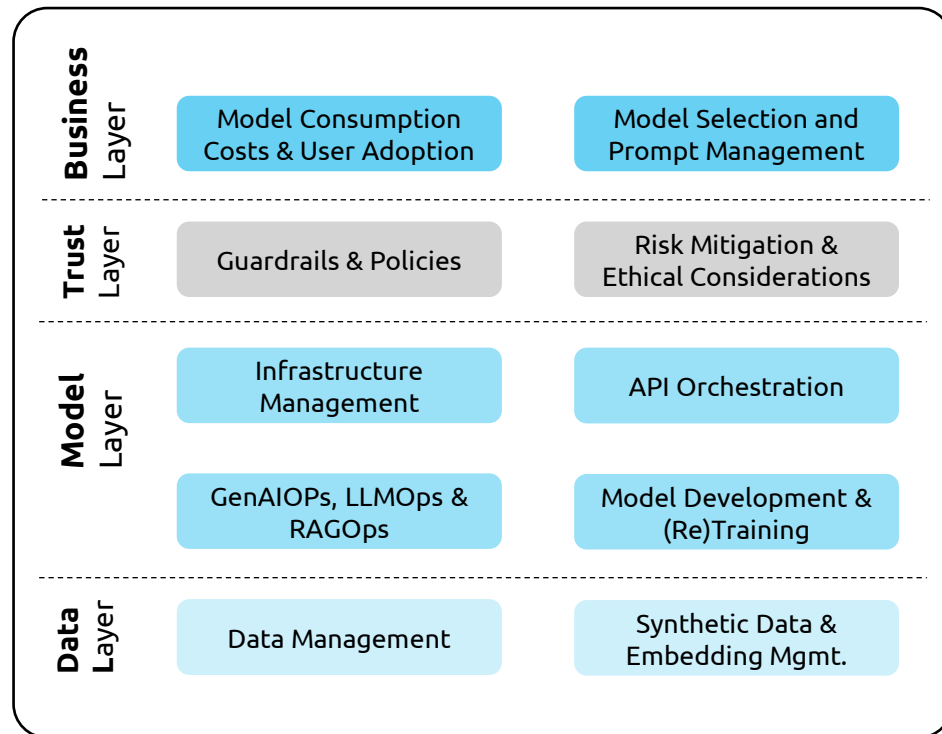 Business
Layer
Model Consumption
Costs & User Adoption
Model Selection and
Prompt Management
Trust
Layer
Guardrails & Policies
Risk Mitigation &
Ethical Considerations
Model
Layer
Infrastructure
Management
API Orchestration
GenAIOPs, LLMOps &
RAGOps
Model Development &
(Re)Training
Data
Layer
Data Management
Synthetic Data &
Embedding Mgmt.